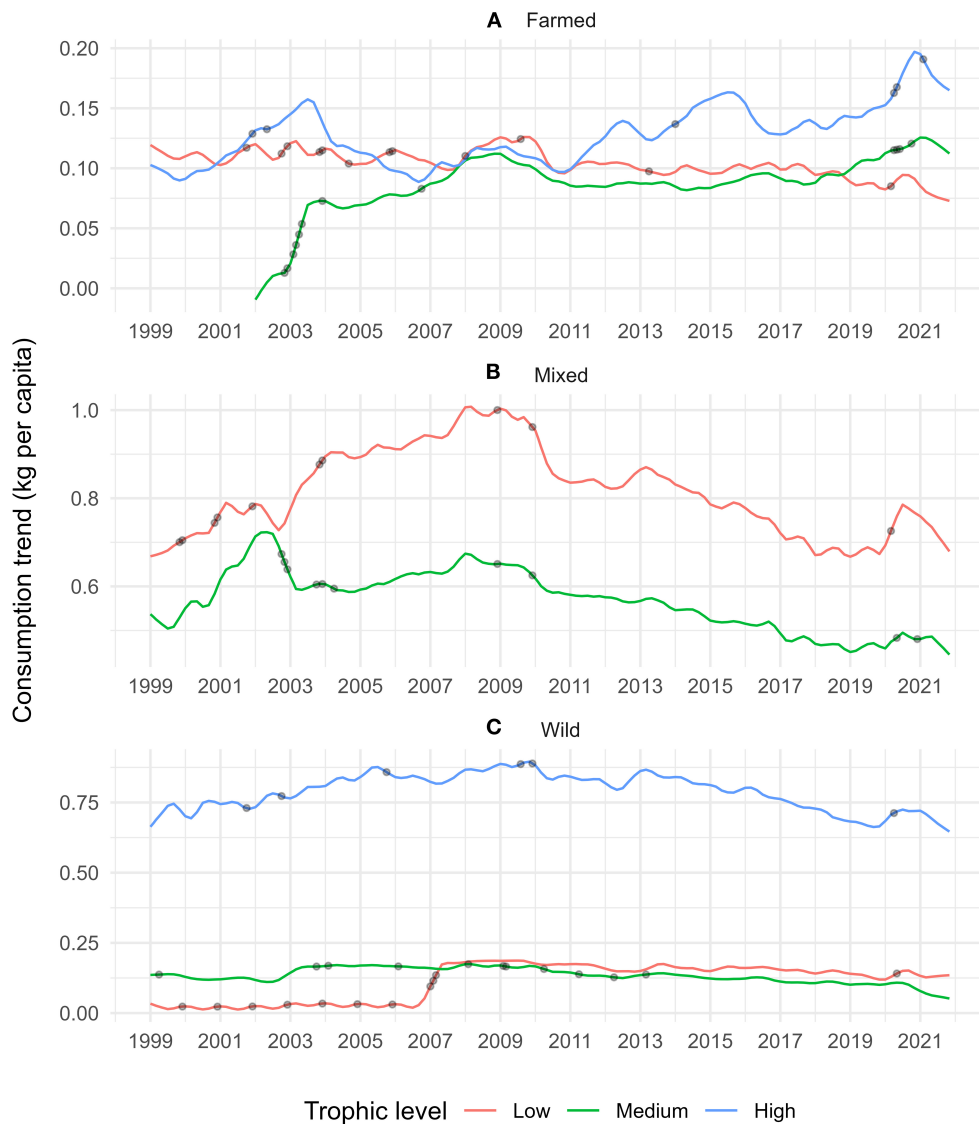 A Farmed
0.20
0.15
0.10
0.05
0.00
1999 2001 2003 2005 2007 2009 2011 2013 2015 2017 2019 2021
Consumption trend (kg per capita)
B Mixed
1.0
0.8
0.6
1999 2001 2003 2005 2007 2009 2011 2013 2015 2017 2019 2021
C Wild
0.75
0.50
0.25
0.00
1999 2001 2003 2005 2007 2009 2011 2013 2015 2017 2019 2021
Trophic level Low Medium High